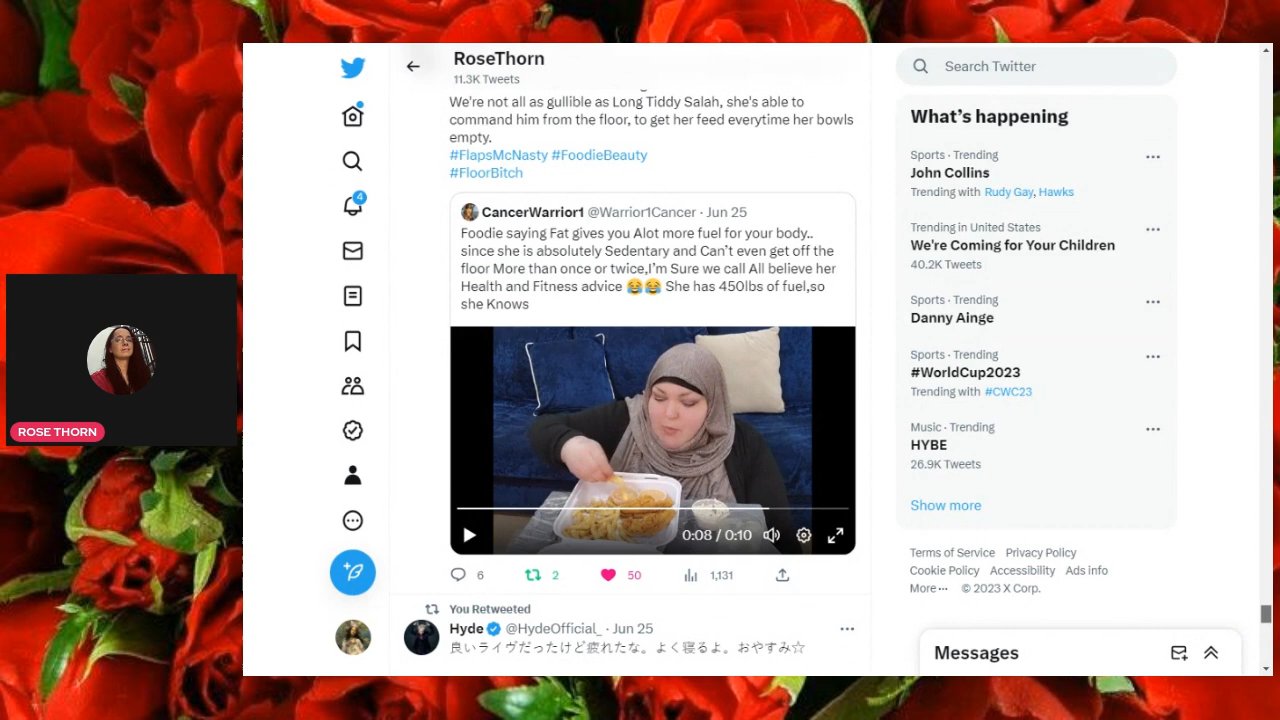 RoseThorn
11.3K Tweets
We're not all as gullible as Long Tiddy Salah, she's able to
command him from the floor, to get her feed everytime her bowls
empty.
#FlapsMcNasty #FoodieBeauty
#FloorBitch
CancerWarrior1 @Warrior1Cancer · Jun 25
Foodie saying Fat gives you Alot more fuel for your body..
since she is absolutely Sedentary and Can't even get off the
floor More than once or twice,I'm Sure we call All believe her
Health and Fitness advice 😂😂 She has 450lbs of fuel,so
she Knows
0:08 / 0:10
6
2
50
1,131
You Retweeted
Hyde @HydeOfficial_ · Jun 25
良いライヴだったけど疲れたな。よく寝るよ。おやすみ☆
4
ROSE THORN
Search Twitter
What's happening
Sports · Trending
John Collins
Trending with Rudy Gay, Hawks
Trending in United States
We're Coming for Your Children
40.2K Tweets
Sports · Trending
Danny Ainge
Sports · Trending
#WorldCup2023
Trending with #CWC23
Music · Trending
HYBE
26.9K Tweets
Show more
Terms of Service Privacy Policy
Cookie Policy Accessibility Ads info
More ··· © 2023 X Corp.
Messages